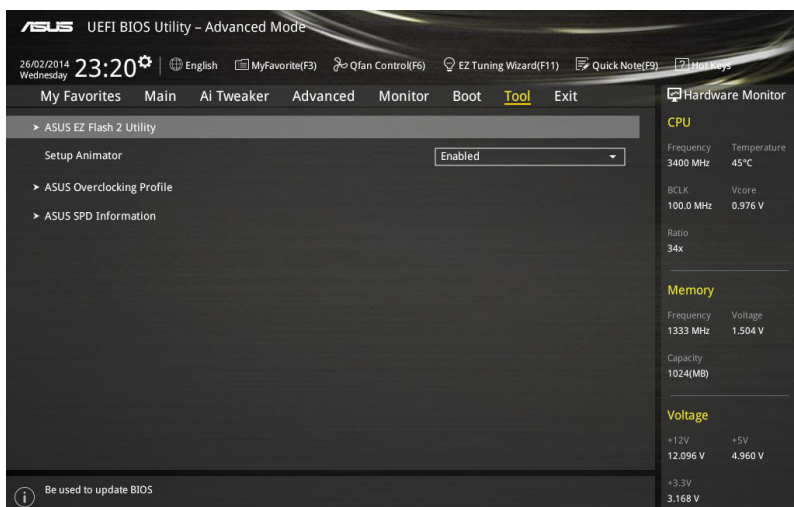 ASUS UEFI BIOS Utility – Advanced Mode
26/02/2014 Wednesday 23:20 English MyFavorite(F3) Qfan Control(F6) EZ Tuning Wizard(F11) Quick Note(F9) Hot Keys
My Favorites Main Ai Tweaker Advanced Monitor Boot Tool Exit
Hardware Monitor
ASUS EZ Flash 2 Utility
Setup Animator Enabled
ASUS Overclocking Profile
ASUS SPD Information
CPU
Frequency Temperature
3400 MHz 45°C
BCLK Vcore
100.0 MHz 0.976 V
Ratio
34x
Memory
Frequency Voltage
1333 MHz 1.504 V
Capacity
1024(MB)
Voltage
+12V +5V
12.096 V 4.960 V
+3.3V
3.168 V
Be used to update BIOS